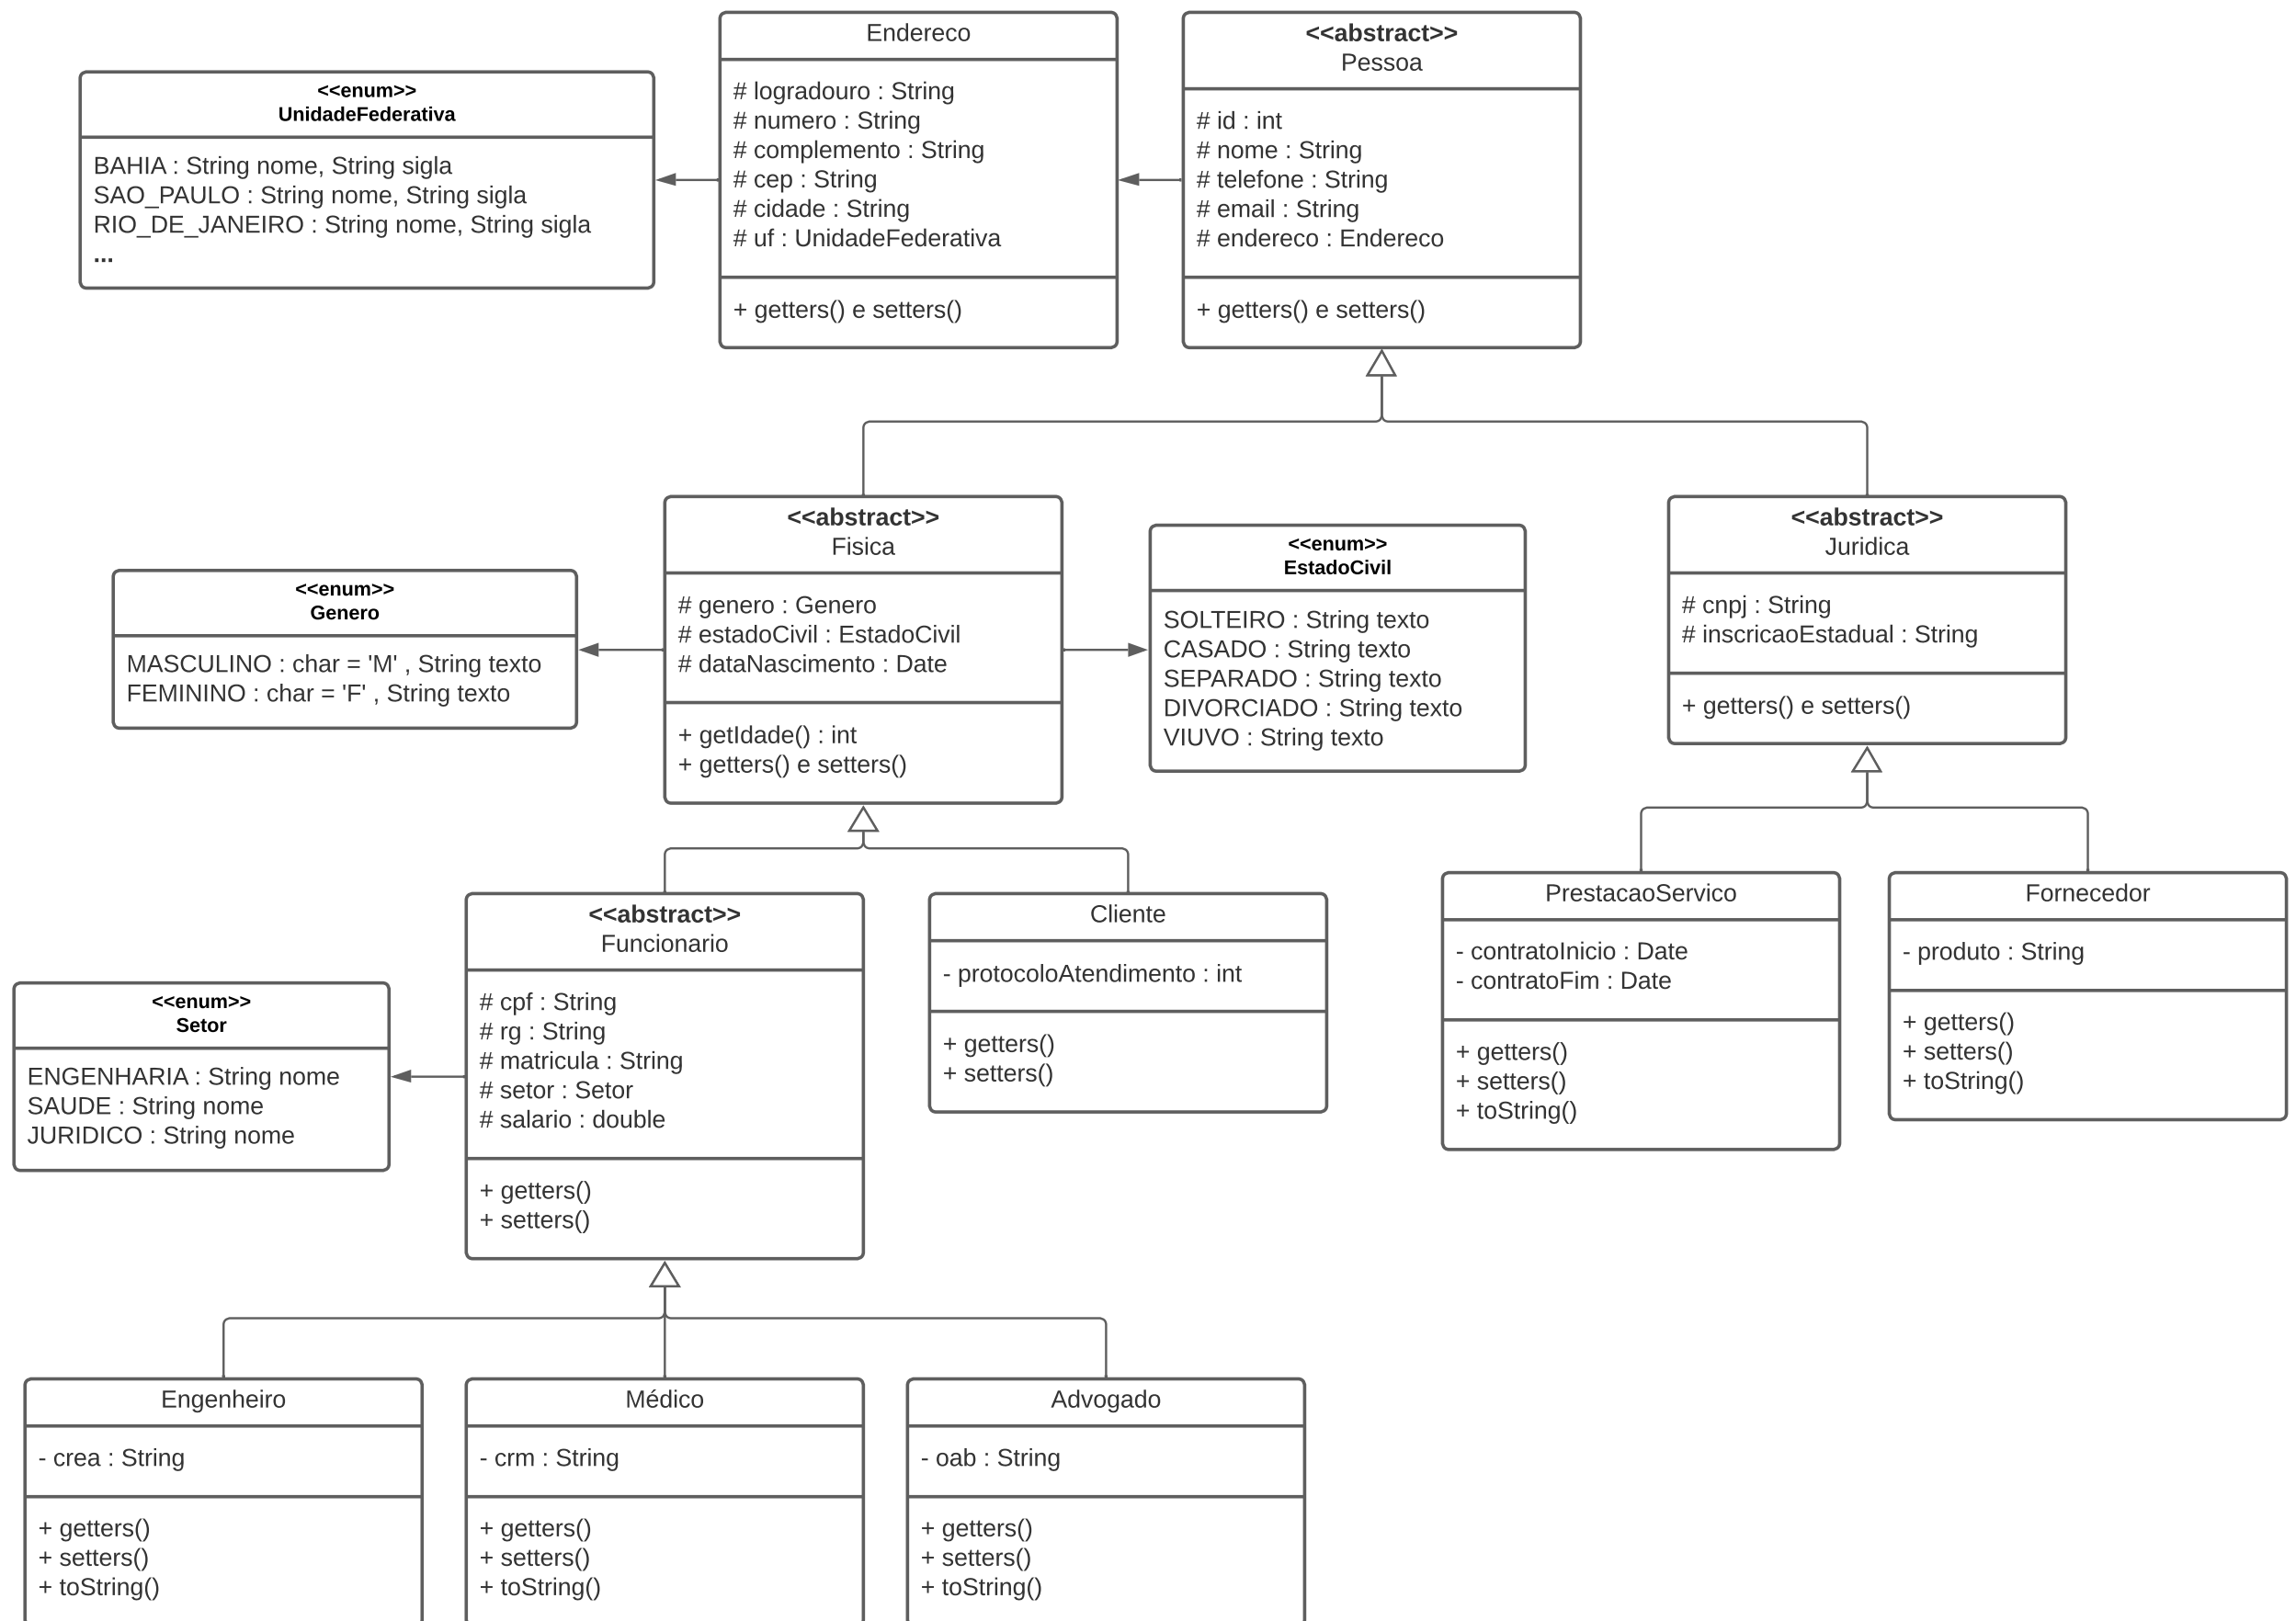 Endereco
# logradouro : String
# numero : String
# complemento : String
# cep : String
# cidade : String
# uf : UnidadeFederativa
+ getters() e setters()
<<abstract>>
Pessoa
# id : int
# nome : String
# telefone : String
# email : String
# endereco : Endereco
+ getters() e setters()
<<enum>>
UnidadeFederativa
BAHIA : String nome, String sigla
SAO_PAULO : String nome, String sigla
RIO_DE_JANEIRO : String nome, String sigla
...
<<abstract>>
Fisica
# genero : Genero
# estadoCivil : EstadoCivil
# dataNascimento : Date
+ getIdade() : int
+ getters() e setters()
<<enum>>
EstadoCivil
SOLTEIRO : String texto
CASADO : String texto
SEPARADO : String texto
DIVORCIADO : String texto
VIUVO : String texto
<<abstract>>
Juridica
# cnpj : String
# inscricaoEstadual : String
+ getters() e setters()
<<enum>>
Genero
MASCULINO : char = 'M' , String texto
FEMININO : char = 'F' , String texto
<<abstract>>
Funcionario
# cpf : String
# rg : String
# matricula : String
# setor : Setor
# salario : double
+ getters()
+ setters()
Cliente
- protocoloAtendimento : int
+ getters()
+ setters()
PrestacaoServico
- contratoInicio : Date
- contratoFim : Date
+ getters()
+ setters()
+ toString()
Fornecedor
- produto : String
+ getters()
+ setters()
+ toString()
<<enum>>
Setor
ENGENHARIA : String nome
SAUDE : String nome
JURIDICO : String nome
Engenheiro
- crea : String
+ getters()
+ setters()
+ toString()
Médico
- crm : String
+ getters()
+ setters()
+ toString()
Advogado
- oab : String
+ getters()
+ setters()
+ toString()